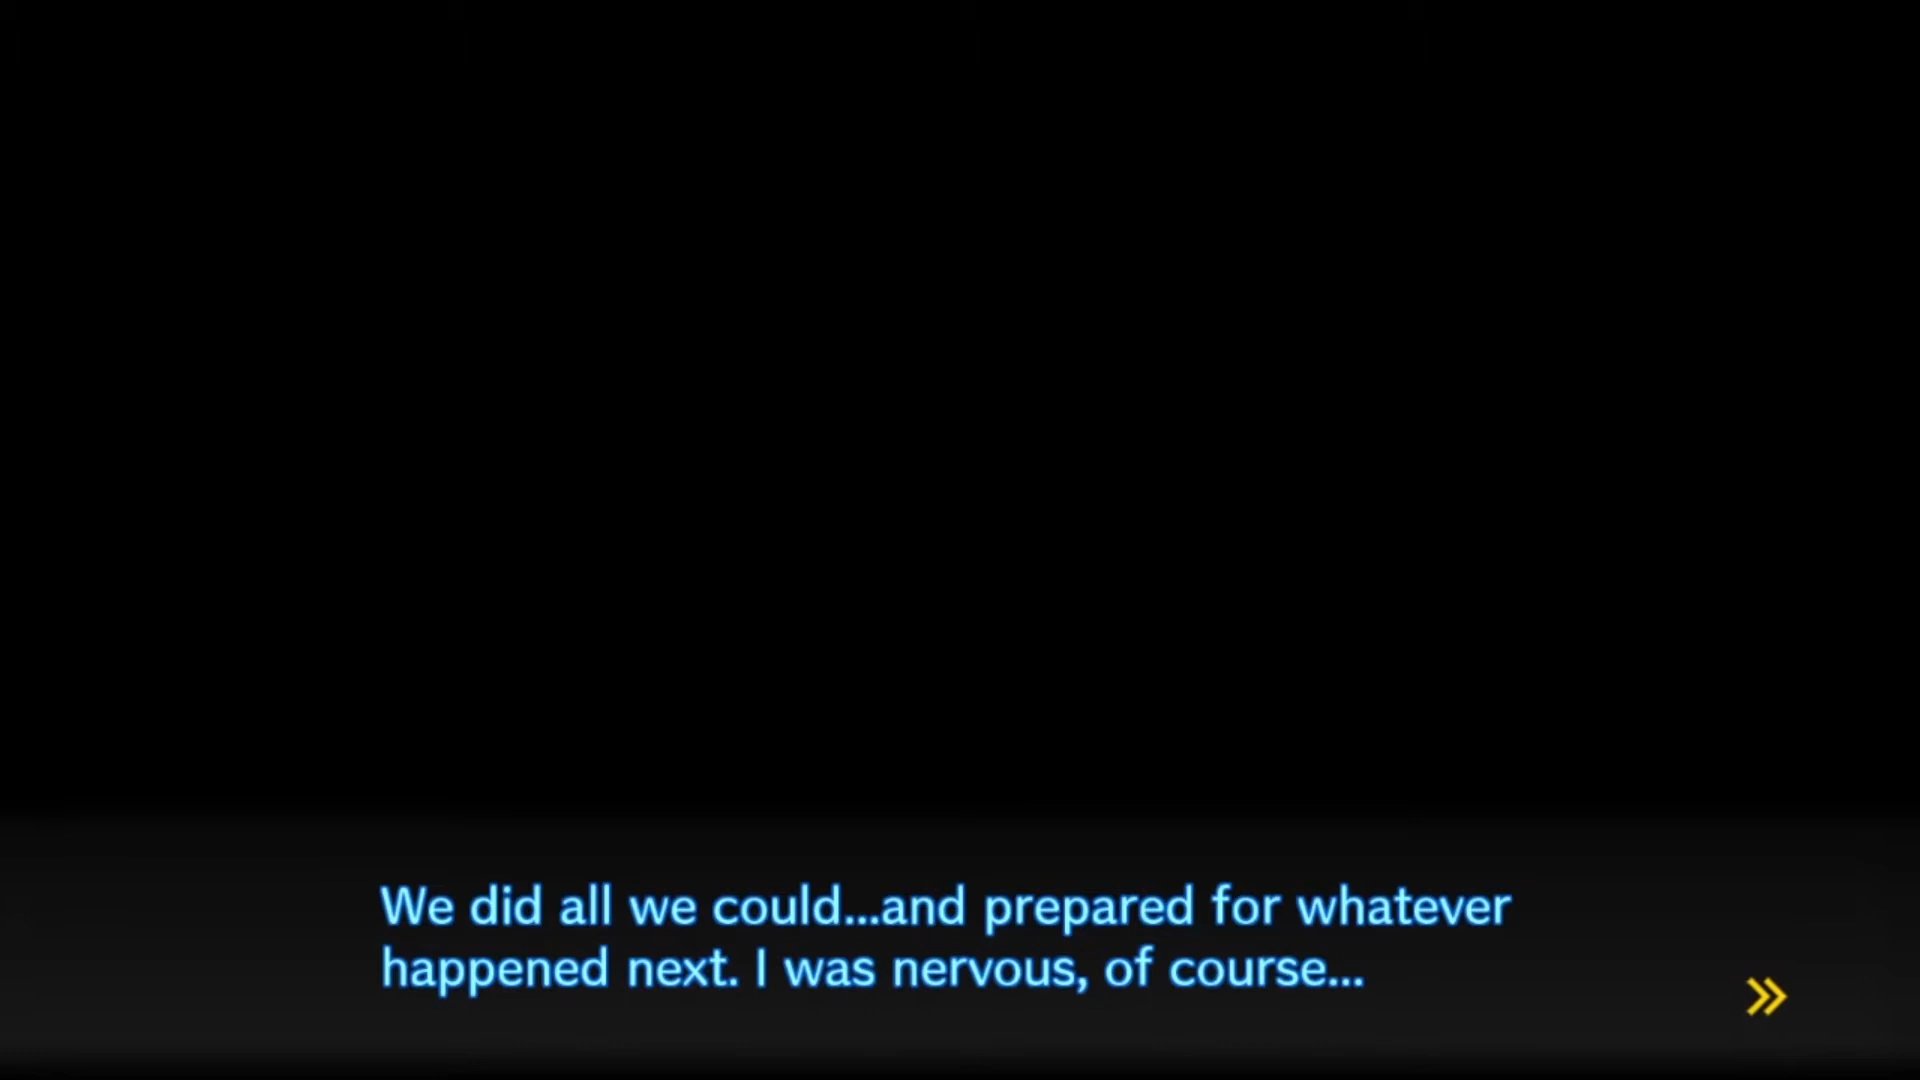 We did all we could...and prepared for whatever
happened next. I was nervous, of course...